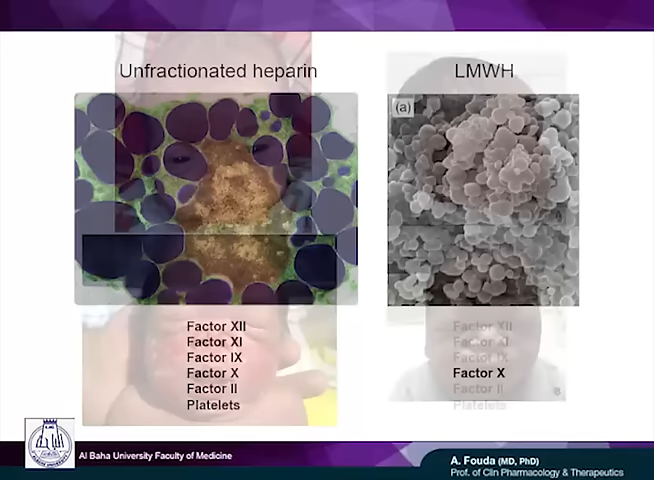 Unfractionated heparin
LMWH
(a)
Factor XII
Factor XI
Factor IX
Factor X
Factor II
Platelets
Factor XII
Factor XI
Factor IX
Factor X
Factor II
Platelets
Al Baha University Faculty of Medicine
A. Fouda (MD, PhD)
Prof. of Clin Pharmacology & Therapeutics